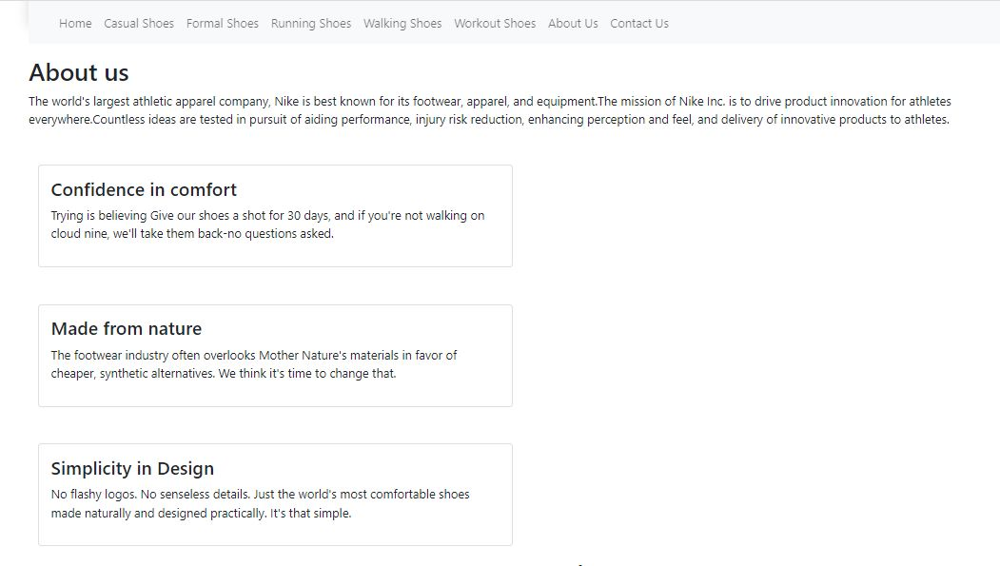 Home Casual Shoes Formal Shoes Running Shoes Walking Shoes Workout Shoes About Us Contact Us
About us
The world's largest athletic apparel company, Nike is best known for its footwear, apparel, and equipment.The mission of Nike Inc. is to drive product innovation for athletes
everywhere.Countless ideas are tested in pursuit of aiding performance, injury risk reduction, enhancing perception and feel, and delivery of innovative products to athletes.
Confidence in comfort
Trying is believing Give our shoes a shot for 30 days, and if you're not walking on
cloud nine, we'll take them back-no questions asked.
Made from nature
The footwear industry often overlooks Mother Nature's materials in favor of
cheaper, synthetic alternatives. We think it's time to change that.
Simplicity in Design
No flashy logos. No senseless details. Just the world's most comfortable shoes
made naturally and designed practically. It's that simple.